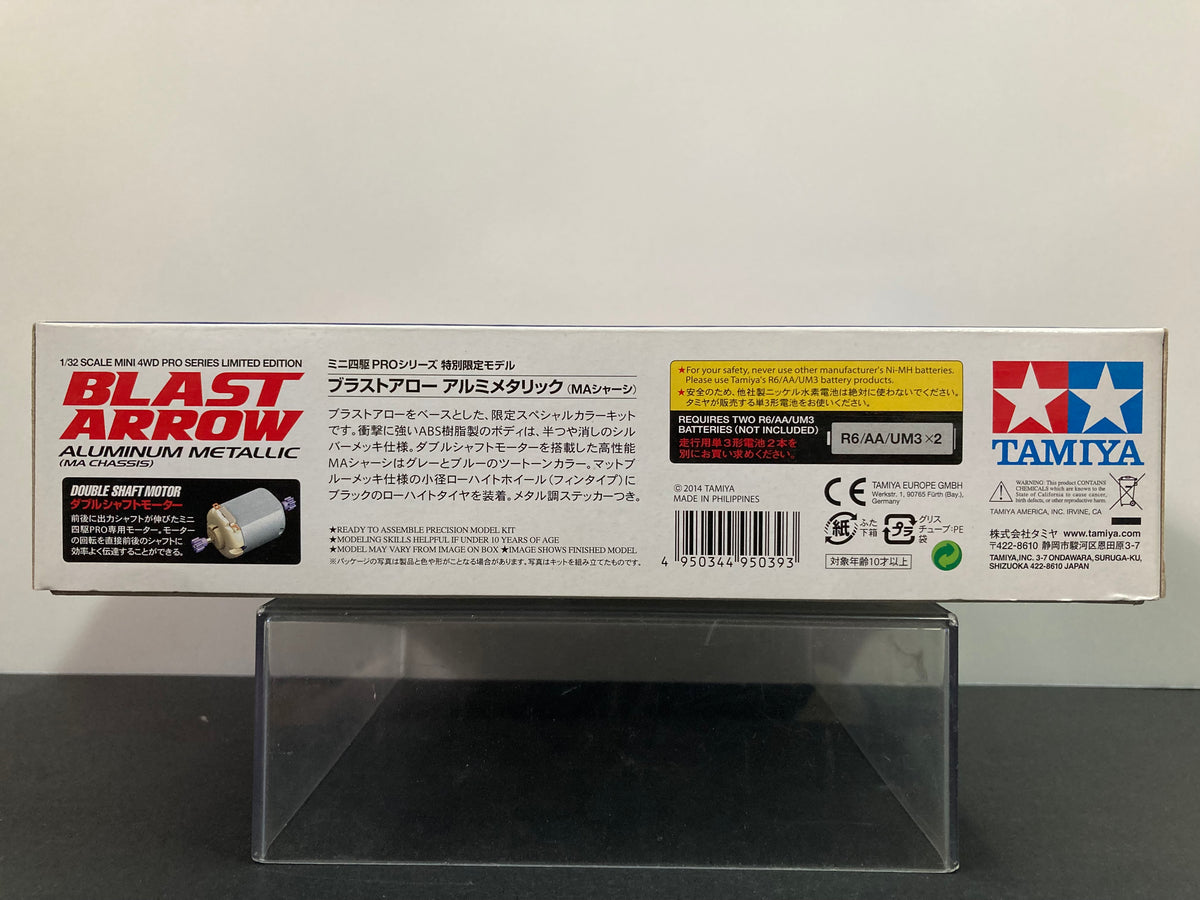 1/32 SCALE MINI 4WD PRO SERIES LIMITED EDITION
BLAST
ARROW
ALUMINUM METALLIC
(MA CHASSIS)
DOUBLE SHAFT MOTOR
ダブルシャフトモーター
前後に出力シャフトが伸びたミニ
四駆PRO専用モーター。モーター
の回転を直接前後のシャフトに
効率よく伝達することができる。
ミニ四駆 PROシリーズ 特別限定モデル
ブラストアロー アルミメタリック (MAシャーシ)
ブラストアローをベースとした、限定スペシャルカラーキット
です。衝撃に強いABS樹脂製のボディは、半つや消しのシル
バーメッキ仕様。ダブルシャフトモーターを搭載した高性能
MAシャーシはグレーとブルーのツートーンカラー。マットブ
ルーメッキ仕様の小径ローハイトホイール(フィンタイプ)に
ブラックのローハイトタイヤを装着。メタル調ステッカーつき。
★READY TO ASSEMBLE PRECISION MODEL KIT
★MODELING SKILLS HELPFUL IF UNDER 10 YEARS OF AGE
★MODEL MAY VARY FROM IMAGE ON BOX ★IMAGE SHOWS FINISHED MODEL
※パッケージの写真は製品と色や形がことなる場合があります。写真はキットを組み立てたものです。
★For your safety, never use other manufacturer's Ni-MH batteries.
Please use Tamiya's R6/AA/UM3 battery products.
★安全のため、他社製ニッケル水素電池は絶対に使わないでください。
タミヤが販売する単3形電池をお使いください。
REQUIRES TWO R6/AA/UM3
BATTERIES (NOT INCLUDED)
走行用単3形電池2本を
別にお買い求めください。
R6/AA/UM3×2
© 2014 TAMIYA
MADE IN PHILIPPINES
4 950344 950393
CE
TAMIYA EUROPE GMBH
Werkstr. 1, 90765 Fürth (Bay.),
Germany
紙
ふた
下箱
プラ
グリス
チューブ:PE
袋
対象年齢10才以上
TAMIYA
WARNING: This product CONTAINS
CHEMICALS which are known to the
State of California to cause cancer,
birth defects, or other reproductive harm.
TAMIYA AMERICA, INC. IRVINE, CA
株式会社タミヤ www.tamiya.com
〒422-8610 静岡市駿河区恩田原3-7
TAMIYA,INC. 3-7 ONDAWARA, SURUGA-KU,
SHIZUOKA 422-8610 JAPAN